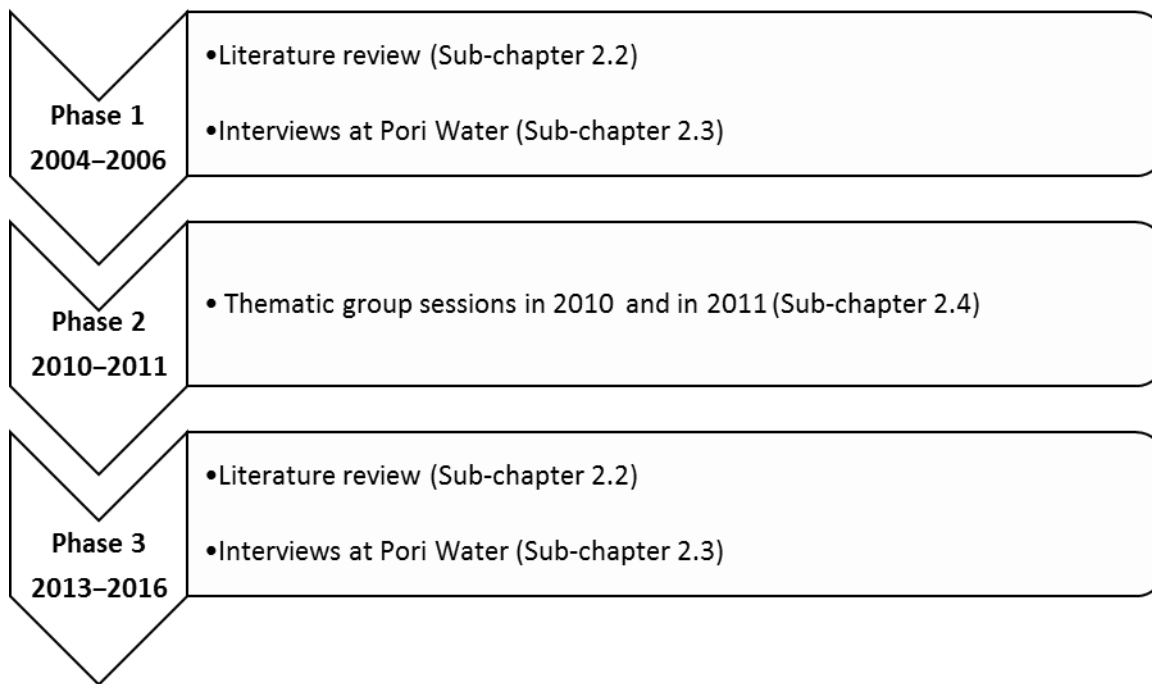 Phase 1
2004–2006
•Literature review (Sub-chapter 2.2)
•Interviews at Pori Water (Sub-chapter 2.3)
Phase 2
2010–2011
• Thematic group sessions in 2010 and in 2011 (Sub-chapter 2.4)
Phase 3
2013–2016
•Literature review (Sub-chapter 2.2)
•Interviews at Pori Water (Sub-chapter 2.3)